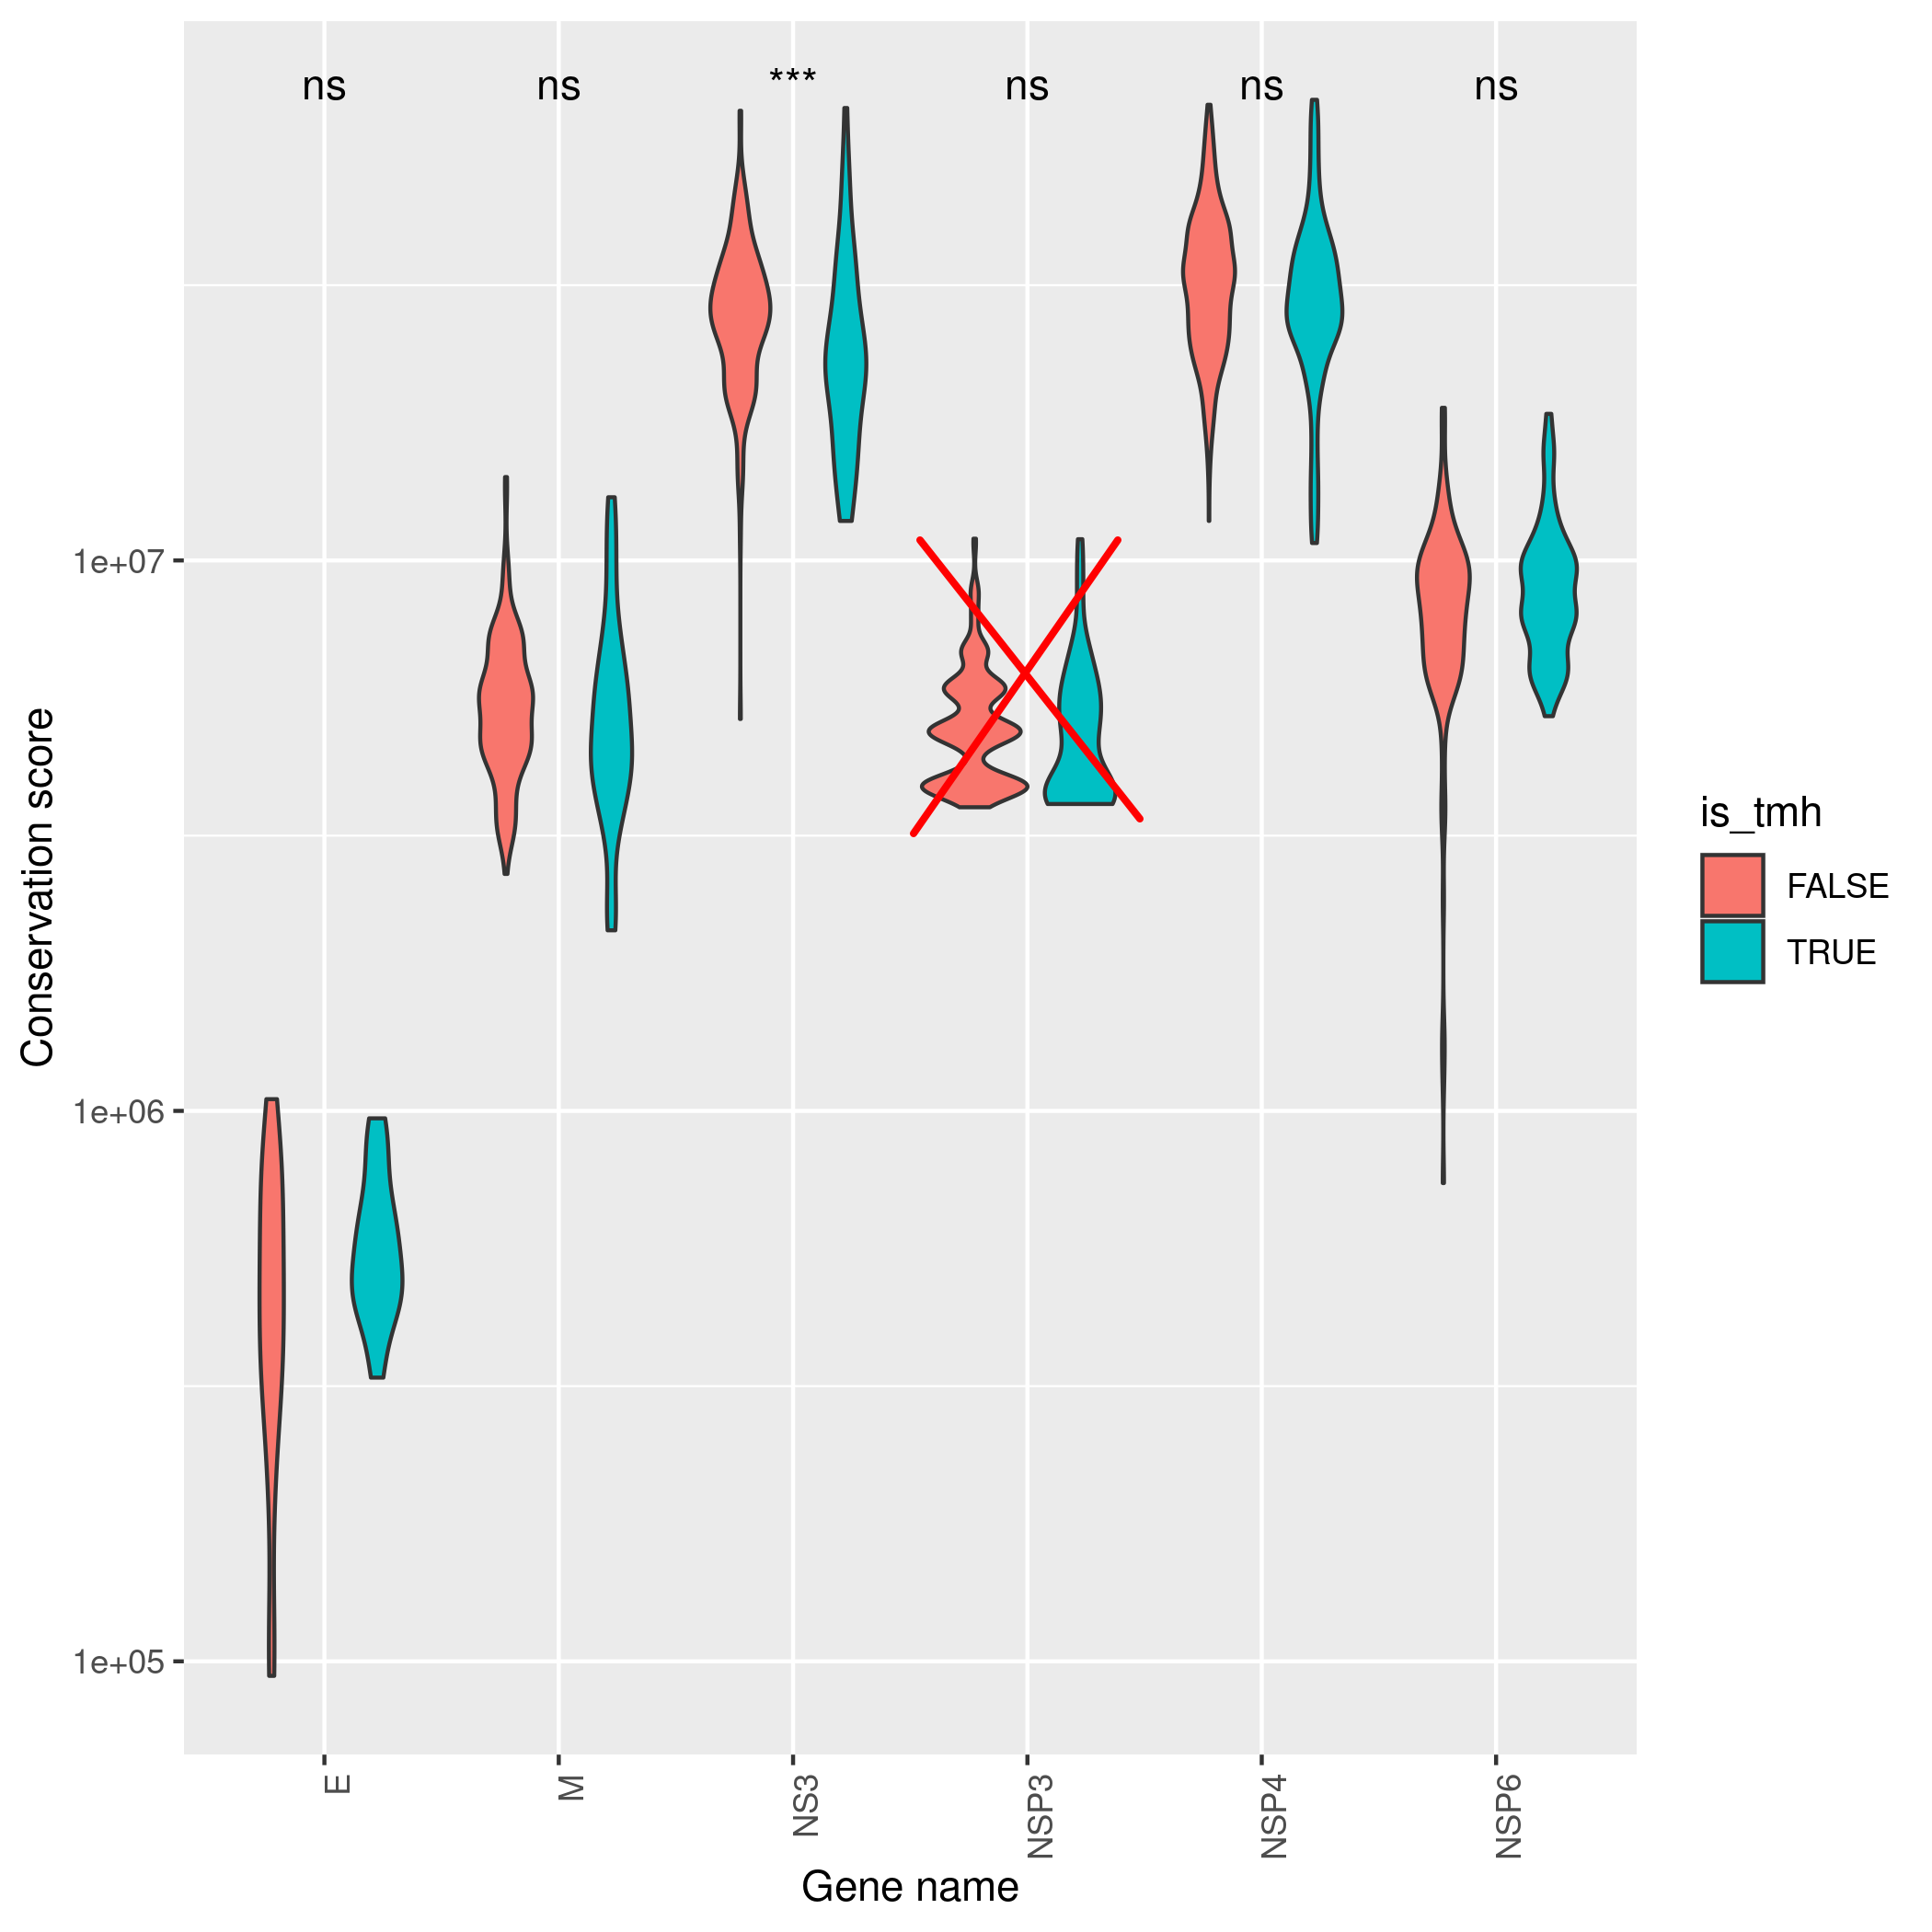 ns ns *** ns ns ns
Conservation score
1e+07
1e+06
1e+05
E M NS3 NSP3 NSP4 NSP6
Gene name
is_tmh
FALSE
TRUE